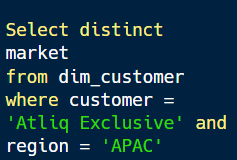 Select distinct
market
from dim_customer
where customer =
'Atliq Exclusive' and
region = 'APAC'